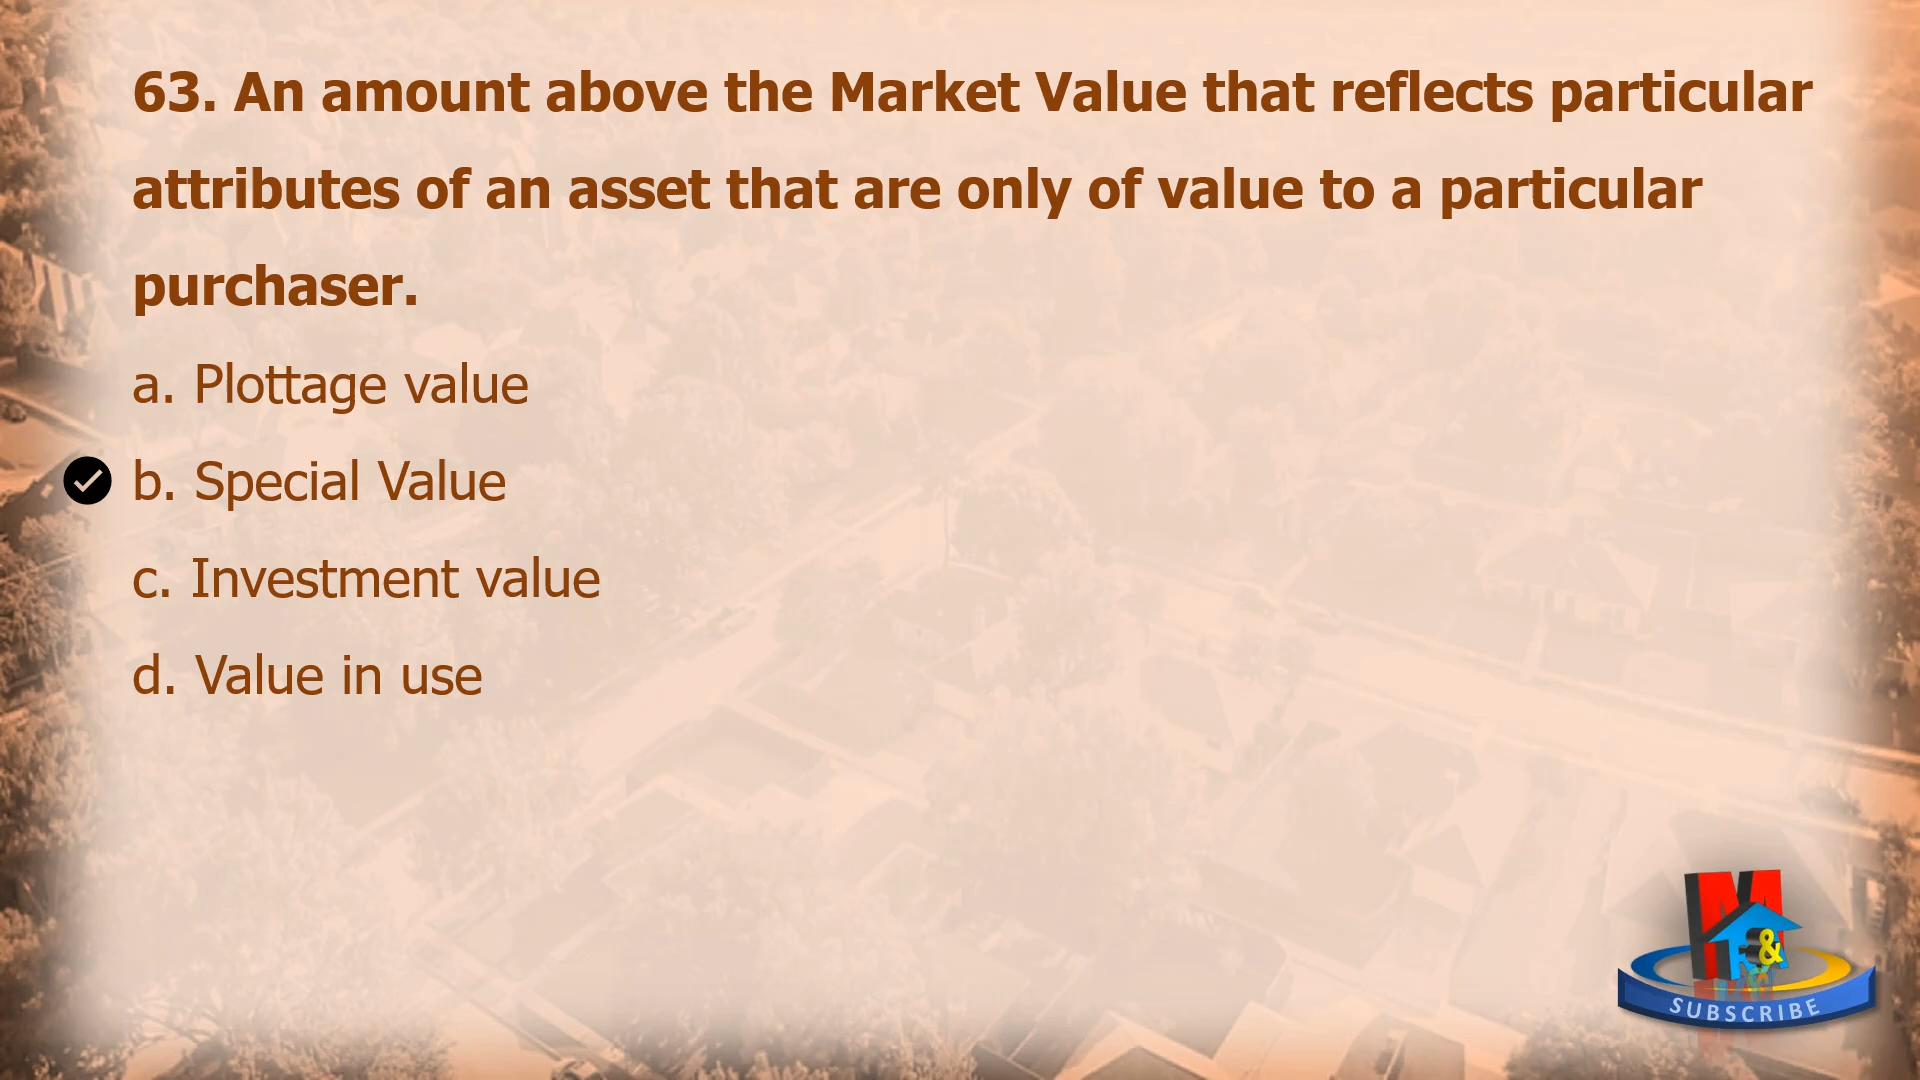 63. An amount above the Market Value that reflects particular
attributes of an asset that are only of value to a particular
purchaser.
a. Plottage value
b. Special Value
c. Investment value
d. Value in use
M
&
SUBSCRIBE